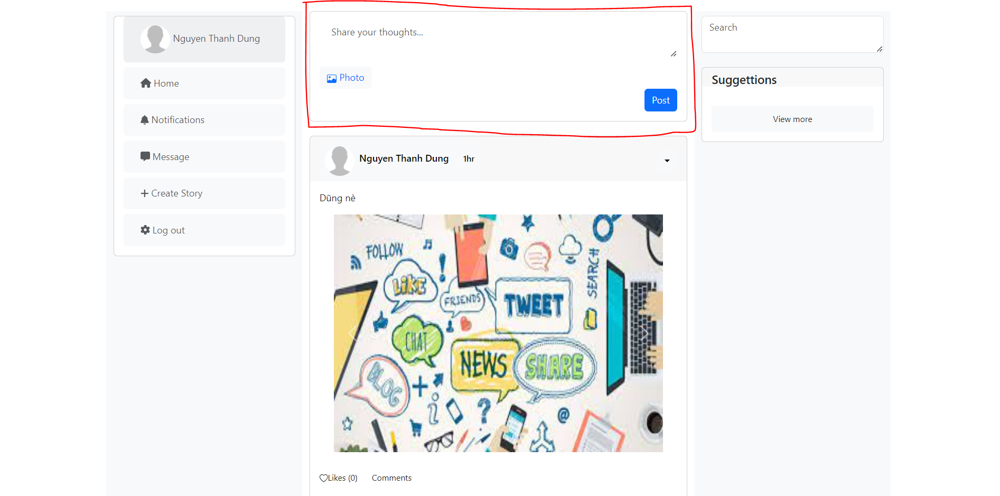 Nguyen Thanh Dung
Home
Notifications
Message
Create Story
Log out
Share your thoughts...
Photo
Post
Nguyen Thanh Dung 1hr
Dũng nè
FOLLOW
LIKE
FRIENDS
TWEET
SEARCH
CHAT
NEWS
SHARE
BLOG
@
Likes (0) Comments
Search
Suggettions
View more